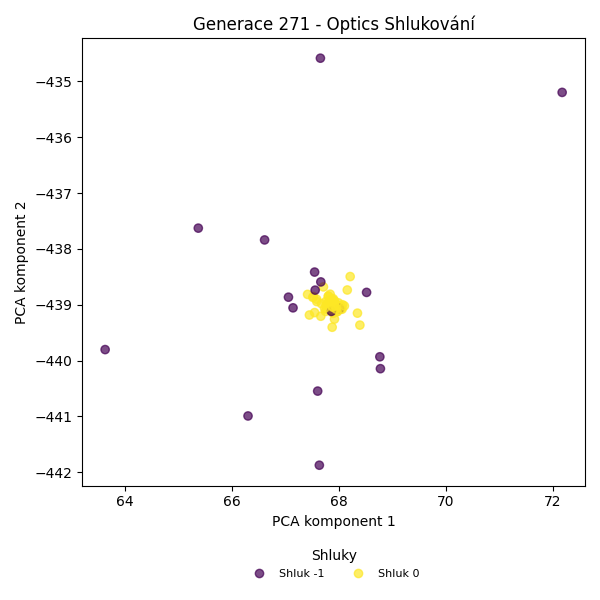 Generace 271 - Optics Shlukování
PCA komponent 2
−435
−436
−437
−438
−439
−440
−441
−442
64 66 68 70 72
PCA komponent 1
Shluky
Shluk -1 Shluk 0